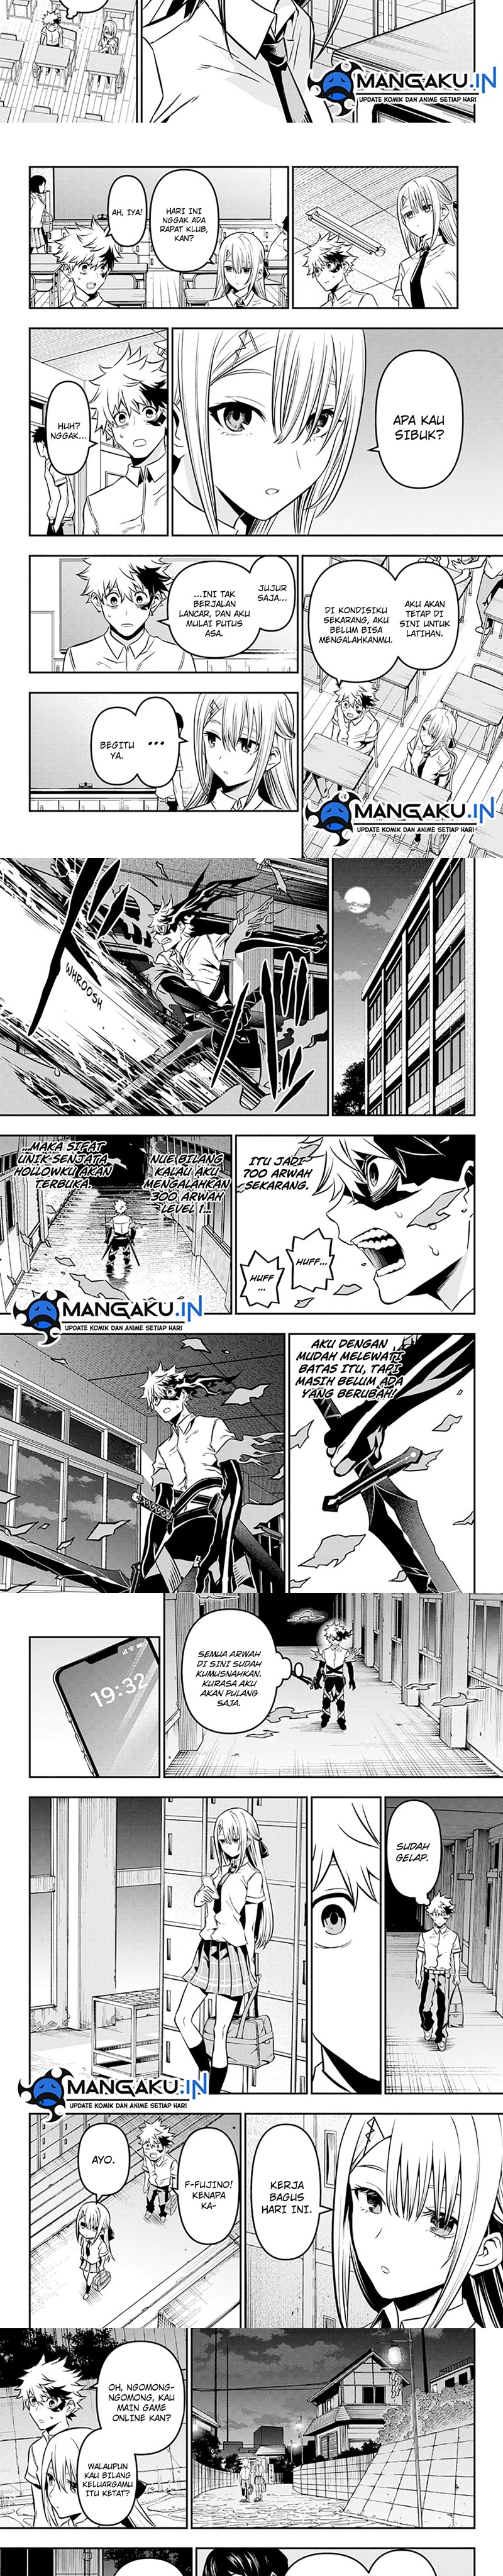 MANGAKU.IN
UPDATE KOMIK DAN ANIME SETIAP HARI
HARI INI
NGGAK ADA
RAPAT KLUB,
KAN?
AH, IYA!
APA KAU
SIBUK?
HUH?
NGGAK...
AKU AKAN
TETAP DI
SINI UNTUK
LATIHAN.
DI KONDISIKU
SEKARANG, AKU
BELUM BISA
MENGALAHKANMU.
JUJUR
SAJA...
...INI TAK
BERJALAN
LANCAR, DAN AKU
MULAI PUTUS
ASA.
...
BEGITU
YA.
MANGAKU.IN
UPDATE KOMIK DAN ANIME SETIAP HARI
WHROOSH
ITU JADI
700 ARWAH
SEKARANG.
HUFF...
HUFF
...
NUE BILANG
KALAU AKU
MENGALAHKAN
300 ARWAH
LEVEL 1...
...MAKA SIFAT
UNIK SENJATA
HOLLOWKU AKAN
TERBUKA.
MANGAKU.IN
UPDATE KOMIK DAN ANIME SETIAP HARI
AKU DENGAN
MUDAH MELEWATI
BATAS ITU, TAPI
MASIH BELUM ADA
YANG BERUBAH!
SEMUA ARWAH
DI SINI SUDAH
KUMUSNAHKAN.
KURASA AKU
AKAN PULANG
SAJA.
19:32
SUDAH
GELAP.
MANGAKU.IN
UPDATE KOMIK DAN ANIME SETIAP HARI
KERJA
BAGUS
HARI INI.
F-FUJINO!
KENAPA
KA-
AYO.
OH, NGOMONG-
NGOMONG, KAU
MAIN GAME
ONLINE KAN?
WALAUPUN
KAU BILANG
KELUARGAMU
ITU KETAT?